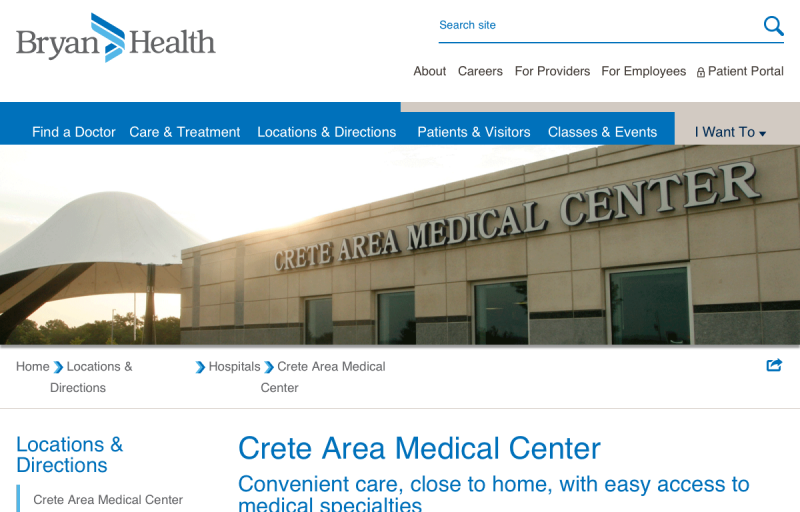 Bryan Health
Search site
About Careers For Providers For Employees Patient Portal
Find a Doctor Care & Treatment Locations & Directions Patients & Visitors Classes & Events I Want To
CRETE AREA MEDICAL CENTER
Home Locations & Directions Hospitals Crete Area Medical Center
Locations &
Directions
Crete Area Medical Center
Crete Area Medical Center
Convenient care, close to home, with easy access to
medical specialties